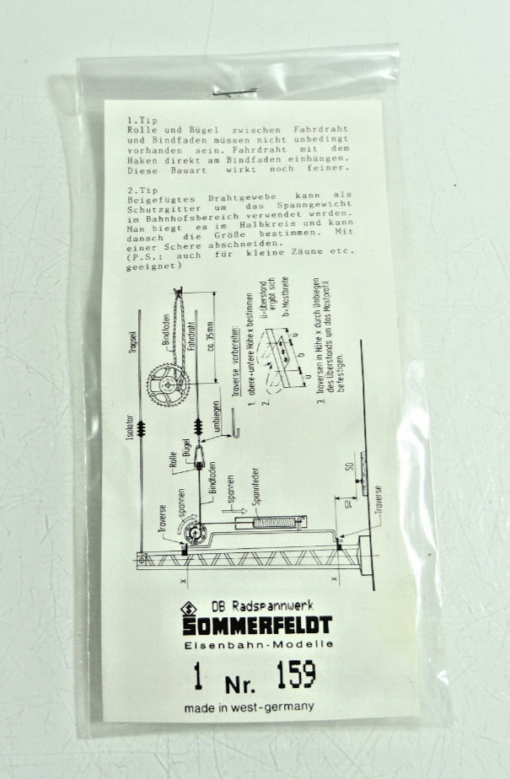 1.Tip
Rolle und Bügel zwischen Fahrdraht
und Bindfaden müssen nicht unbedingt
vorhanden sein. Fahrdraht mit dem
Haken direkt am Bindfaden einhängen.
Diese Bauart wirkt noch feiner.
2.Tip
Beigefügtes Drahtgewebe kann als
Schutzgitter um das Spanngewicht
im Bahnhofsbereich verwendet werden.
Man biegt es im Halbkreis und kann
danach die Größe bestimmen. Mit
einer Schere abschneiden.
(P.S.: auch für kleine Zäune etc.
geeignet)
Tragseil
Bindfaden
Fahrdraht
ca. 35mm
Isolator
Rolle
Bügel
umbiegen
Bindfaden
Traverse vorbereiten:
1. obere + untere Höhe x bestimmen
2.
ü=Überstand
ergibt sich
b=Mastbreite
ü
b
ü
3. Traversen in Höhe x durch Umbiegen
des Überstands um das Mastprofil
befestigen.
Traverse
spannen
spannen
Spannfeder
SO
Traverse
x
x
DB Radspannwerk
SOMMERFELDT
Eisenbahn-Modelle
1 Nr. 159
made in west-germany